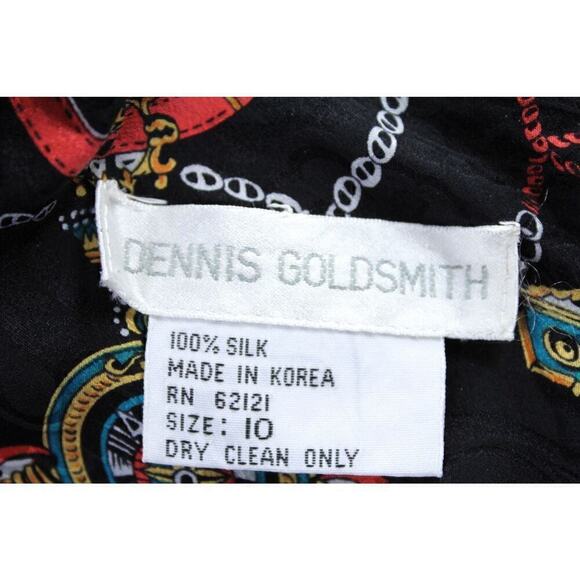 DENNIS GOLDSMITH
100% SILK
MADE IN KOREA
RN 62121
SIZE: 10
DRY CLEAN ONLY